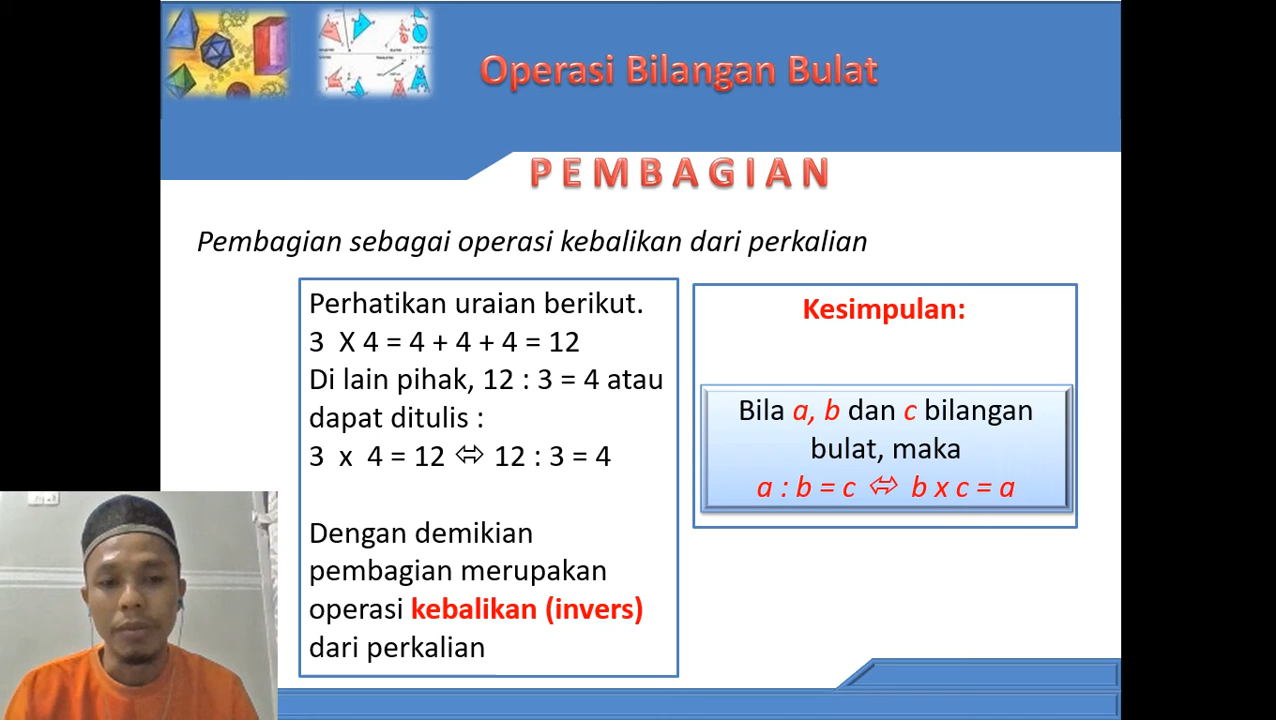 Operasi Bilangan Bulat
PEMBAGIAN
Pembagian sebagai operasi kebalikan dari perkalian
Perhatikan uraian berikut.
3 X 4 = 4 + 4 + 4 = 12
Di lain pihak, 12 : 3 = 4 atau
dapat ditulis :
3 x 4 = 12 ⬄ 12 : 3 = 4
Dengan demikian
pembagian merupakan
operasi kebalikan (invers)
dari perkalian
Kesimpulan:
Bila a, b dan c bilangan
bulat, maka
a : b = c ⬄ b x c = a